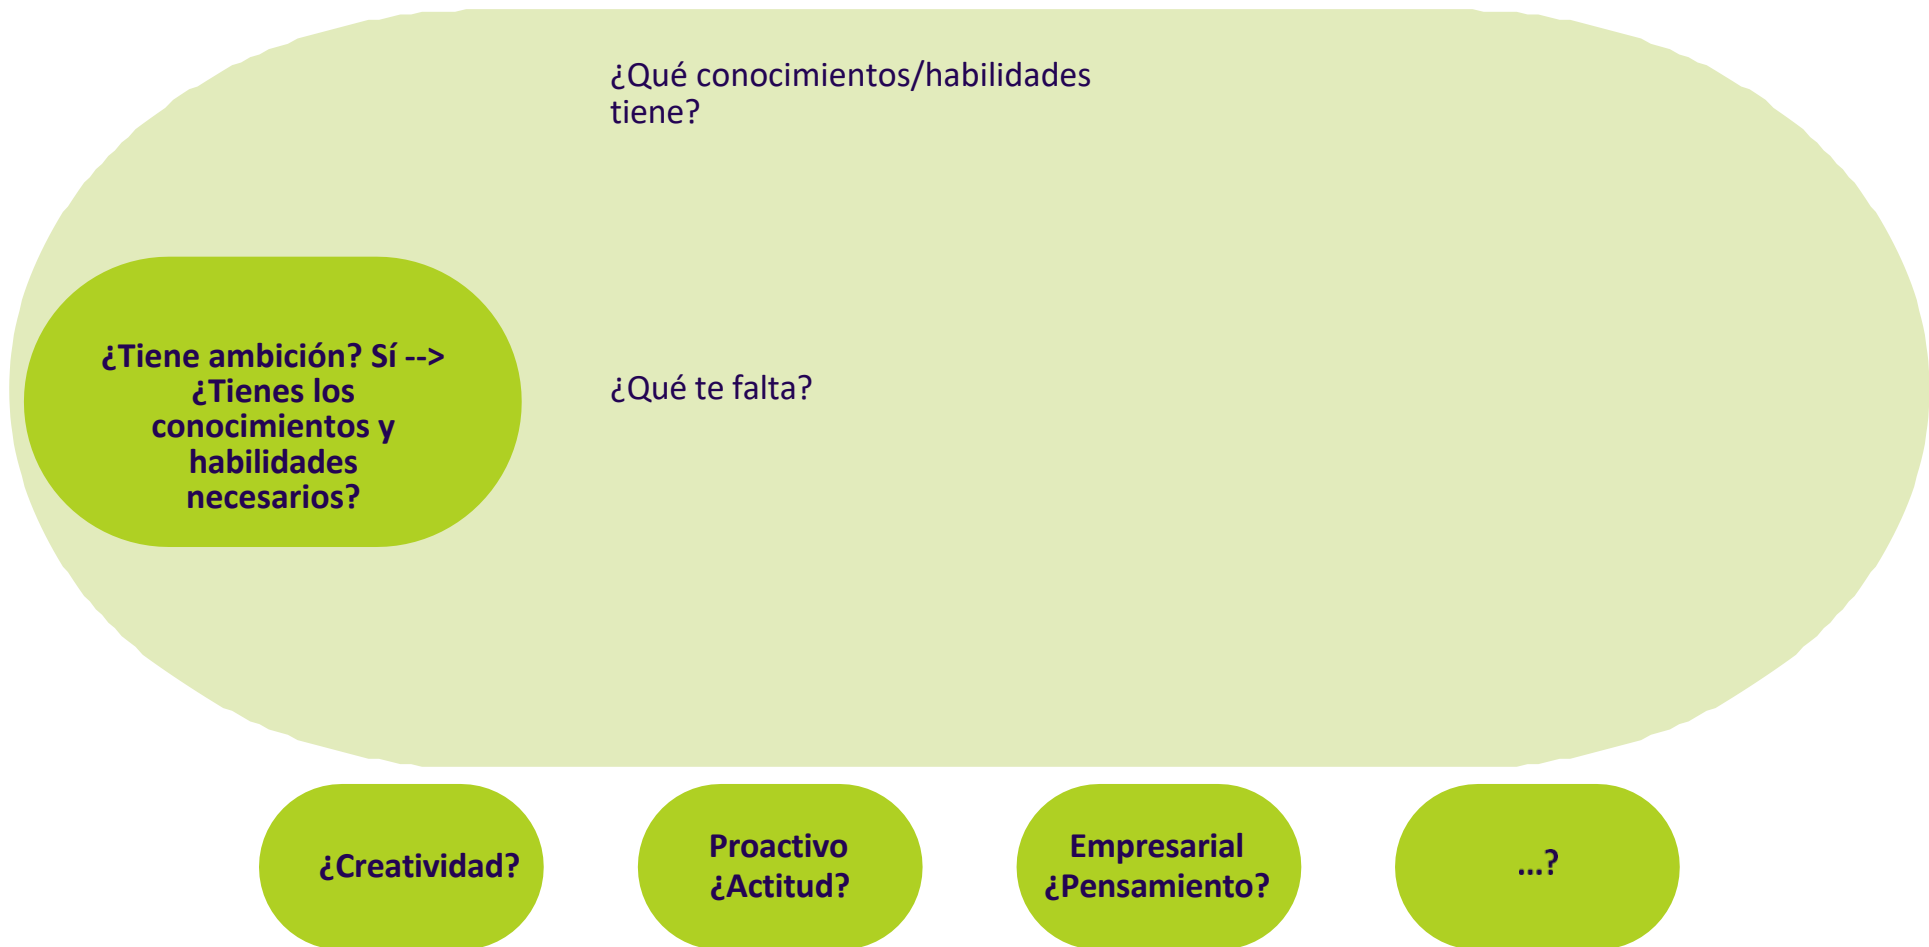 ¿Qué conocimientos/habilidades
tiene?
¿Tiene ambición? Sí -->
¿Tienes los
conocimientos y
habilidades
necesarios?
¿Qué te falta?
¿Creatividad?
Proactivo
¿Actitud?
Empresarial
¿Pensamiento?
...?